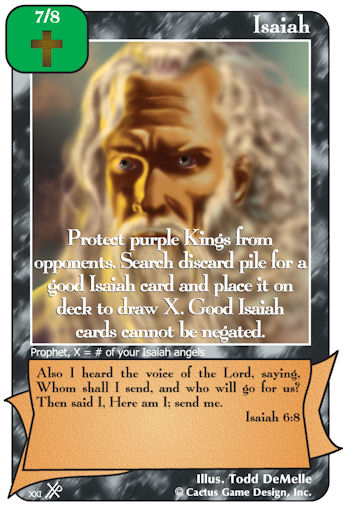 7/8
Isaiah
Protect purple Kings from
opponents. Search discard pile for a
good Isaiah card and place it on
deck to draw X. Good Isaiah
cards cannot be negated.
Prophet, X = # of your Isaiah angels
Also I heard the voice of the Lord, saying,
Whom shall I send, and who will go for us?
Then said I, Here am I; send me.
Isaiah 6:8
Illus. Todd DeMelle
XXI
© Cactus Game Design, Inc.